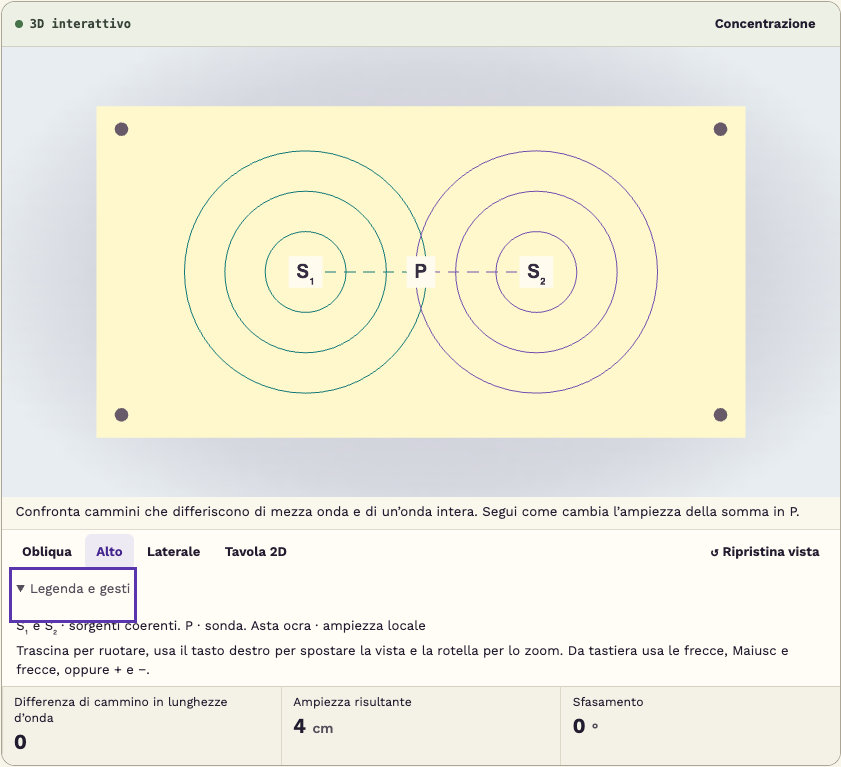 3D interattivo
Concentrazione
S₁
P
S₂
Confronta cammini che differiscono di mezza onda e di un’onda intera. Segui come cambia l’ampiezza della somma in P.
Obliqua Alto Laterale Tavola 2D ↺ Ripristina vista
▼ Legenda e gesti
S₁ e S₂ · sorgenti coerenti. P · sonda. Asta ocra · ampiezza locale
Trascina per ruotare, usa il tasto destro per spostare la vista e la rotella per lo zoom. Da tastiera usa le frecce, Maiusc e
frecce, oppure + e −.
Differenza di cammino in lunghezze
d’onda
0
Ampiezza risultante
4 cm
Sfasamento
0 °